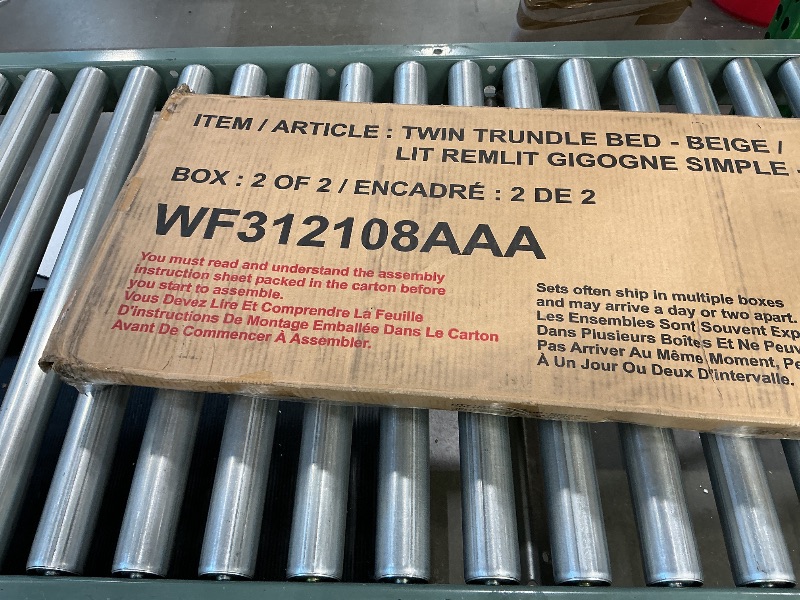 ITEM / ARTICLE : TWIN TRUNDLE BED - BEIGE /
LIT REMLIT GIGOGNE SIMPLE -
BOX : 2 OF 2 / ENCADRÉ : 2 DE 2
WF312108AAA
You must read and understand the assembly
instruction sheet packed in the carton before
you start to assemble.
Vous Devez Lire Et Comprendre La Feuille
D'instructions De Montage Emballée Dans Le Carton
Avant De Commencer À Assembler.
Sets often ship in multiple boxes
and may arrive a day or two apart.
Les Ensembles Sont Souvent Exp
Dans Plusieurs Boîtes Et Ne Peuv
Pas Arriver Au Même Moment, Pe
À Un Jour Ou Deux D'intervalle.